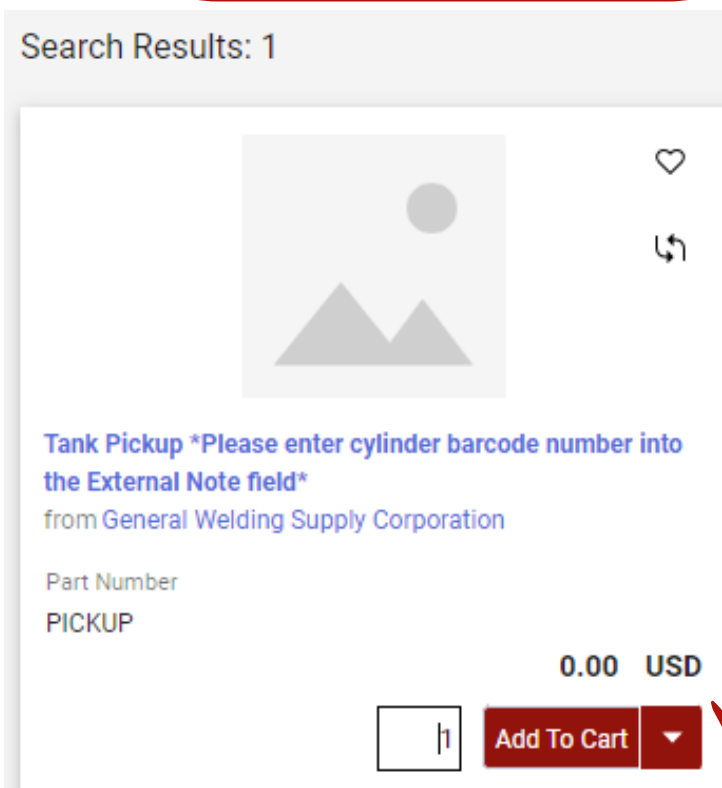 Search Results: 1
Tank Pickup *Please enter cylinder barcode number into
the External Note field*
from General Welding Supply Corporation
Part Number
PICKUP
0.00 USD
1 Add To Cart